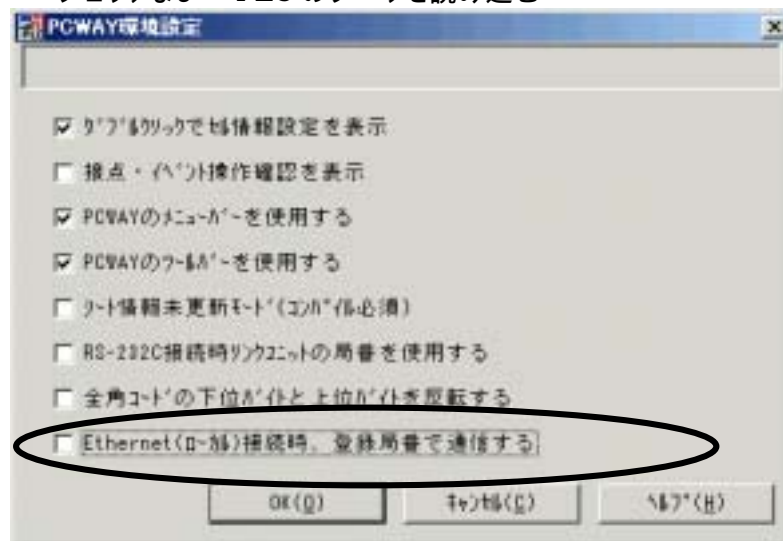 PCWAY環境設定
ﾀﾞﾌﾞﾙｸﾘｯｸでｾﾙ情報設定を表示
接点・ｲﾍﾞﾝﾄ操作確認を表示
PCWAYのﾒﾆｭｰﾊﾞｰを使用する
PCWAYのﾂｰﾙﾊﾞｰを使用する
ｼｰﾄ情報未更新ﾓｰﾄﾞ(ｺﾝﾊﾟｲﾙ必須)
RS-232C接続時ﾘﾝｸﾕﾆｯﾄの局番を使用する
全角ｺｰﾄﾞの下位ﾊﾞｲﾄと上位ﾊﾞｲﾄを反転する
Ethernet(ﾛｰｶﾙ)接続時、登録局番で通信する
OK(O) ｷｬﾝｾﾙ(C) ﾍﾙﾌﾟ(H)